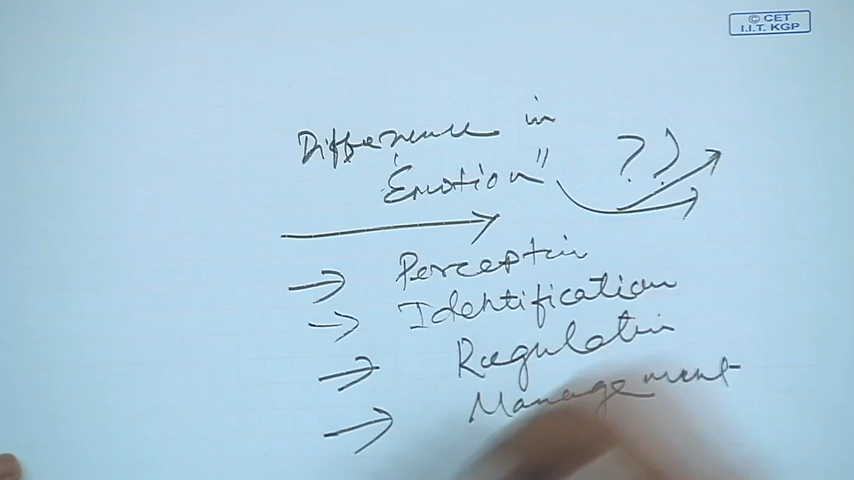 © CET
I.I.T. KGP
Difference in
"Emotion" ??
→ Perception
→ Identification
→ Regulation
→ Management